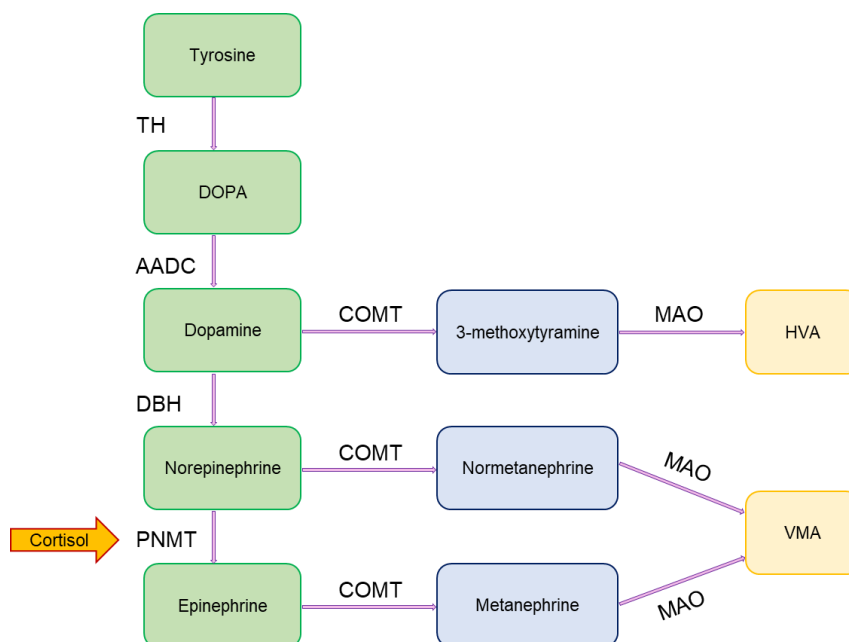 Tyrosine
TH
DOPA
AADC
Dopamine
COMT
3-methoxytyramine
MAO
HVA
DBH
Norepinephrine
COMT
Normetanephrine
MAO
VMA
Cortisol
PNMT
Epinephrine
COMT
Metanephrine
MAO